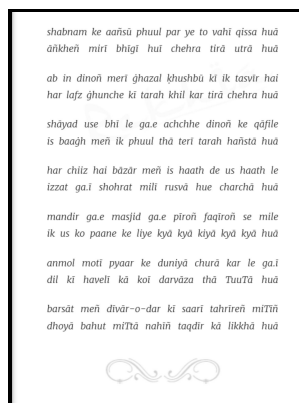 shabnam ke aañsū phuul par ye to vahī qissa huā
āñkheñ mirī bhīgī huī chehra tirā utrā huā
ab in dinoñ merī ġhazal ḳhushbū kī ik tasvīr hai
har lafz ġhunche kī tarah khil kar tirā chehra huā
shāyad use bhī le ga.e achchhe dinoñ ke qāfile
is baaġh meñ ik phuul thā terī tarah hañstā huā
har chiiz hai bāzār meñ is haath de us haath le
izzat ga.ī shohrat milī rusvā hue charchā huā
mandir ga.e masjid ga.e pīroñ faqīroñ se mile
ik us ko paane ke liye kyā kyā kiyā kyā kyā huā
anmol motī pyaar ke duniyā churā kar le ga.ī
dil kī havelī kā koī darvāza thā TuuTā huā
barsāt meñ dīvār-o-dar kī saarī tahrīreñ miTīñ
dhoyā bahut miTtā nahīñ taqdīr kā likkhā huā